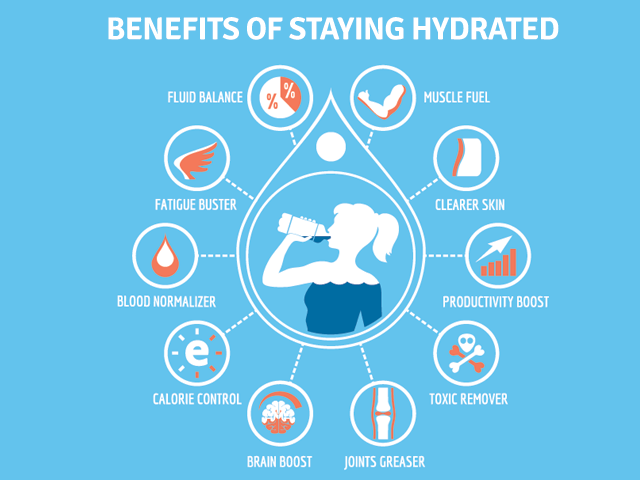 BENEFITS OF STAYING HYDRATED
FLUID BALANCE
% %
MUSCLE FUEL
FATIGUE BUSTER
CLEARER SKIN
BLOOD NORMALIZER
PRODUCTIVITY BOOST
e
CALORIE CONTROL
TOXIC REMOVER
BRAIN BOOST
JOINTS GREASER